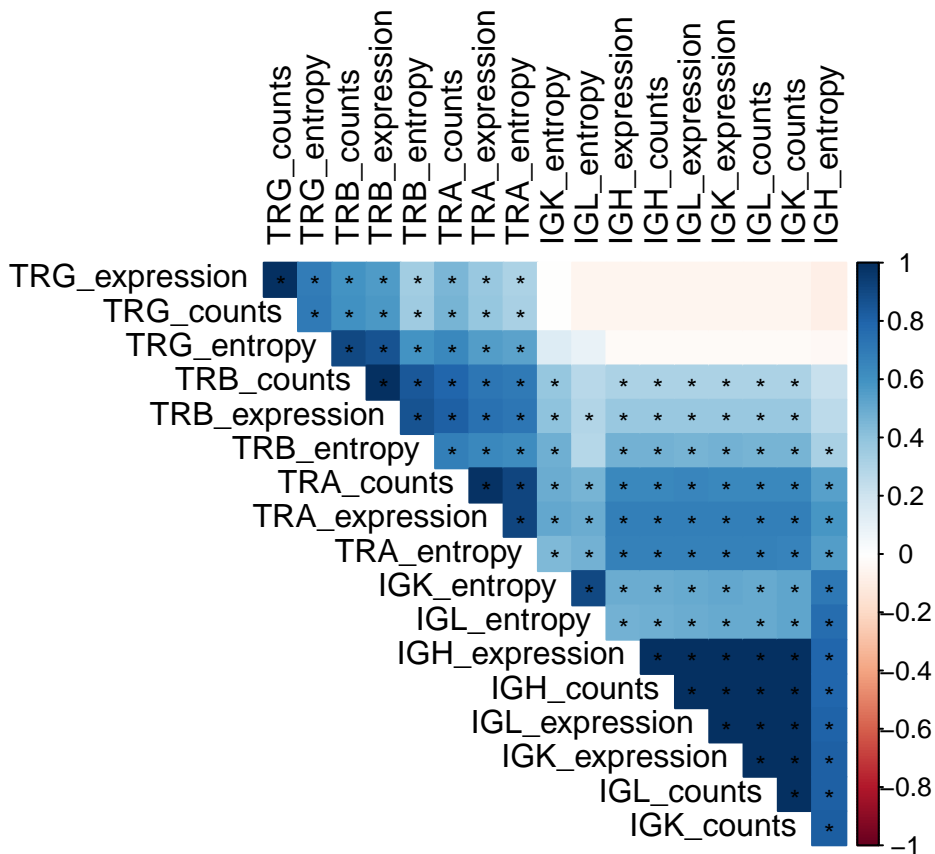 TRG_counts
TRG_entropy
TRB_counts
TRB_expression
TRB_entropy
TRA_counts
TRA_expression
TRA_entropy
IGK_entropy
IGL_entropy
IGH_expression
IGH_counts
IGL_expression
IGK_expression
IGL_counts
IGK_counts
IGH_entropy
TRG_expression * * * * * * * *
TRG_counts * * * * * * *
TRG_entropy * * * * * *
TRB_counts * * * * * * * * * * * *
TRB_expression * * * * * * * * * * * *
TRB_entropy * * * * * * * * * * *
TRA_counts * * * * * * * * * * *
TRA_expression * * * * * * * * * *
TRA_entropy * * * * * * * * *
IGK_entropy * * * * * * * *
IGL_entropy * * * * * * *
IGH_expression * * * * * *
IGH_counts * * * * *
IGL_expression * * * *
IGK_expression * * *
IGL_counts * *
IGK_counts *
1
0.8
0.6
0.4
0.2
0
−0.2
−0.4
−0.6
−0.8
−1